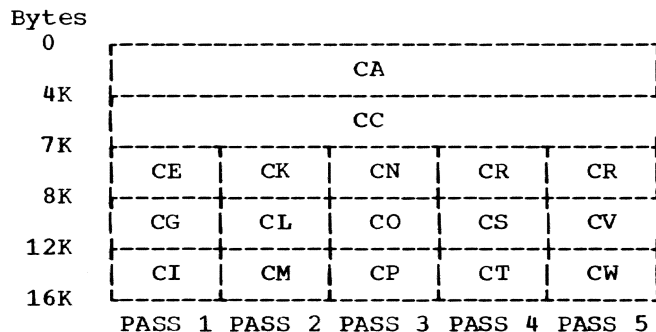 Bytes
0
CA
4K
CC
7K
CE CK CN CR CR
8K
CG CL CO CS CV
12K
CI CM CP CT CW
16K
PASS 1 PASS 2 PASS 3 PASS 4 PASS 5